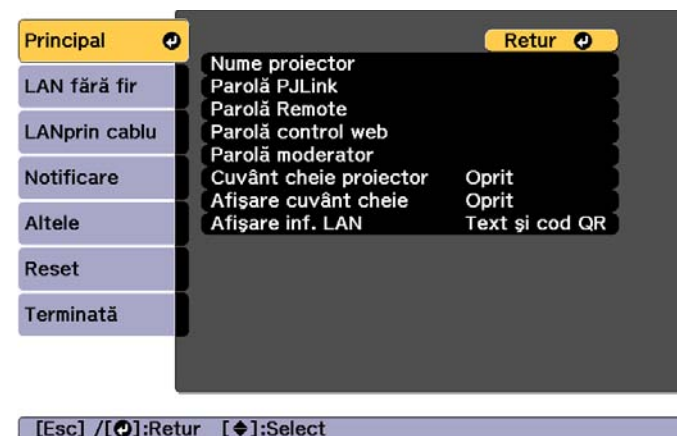 Principal
LAN fără fir
LANprin cablu
Notificare
Altele
Reset
Terminată
Retur
Nume proiector
Parolă PJLink
Parolă Remote
Parolă control web
Parolă moderator
Cuvânt cheie proiector Oprit
Afişare cuvânt cheie Oprit
Afişare inf. LAN Text şi cod QR
[Esc] /[⏎]:Retur [◆]:Select